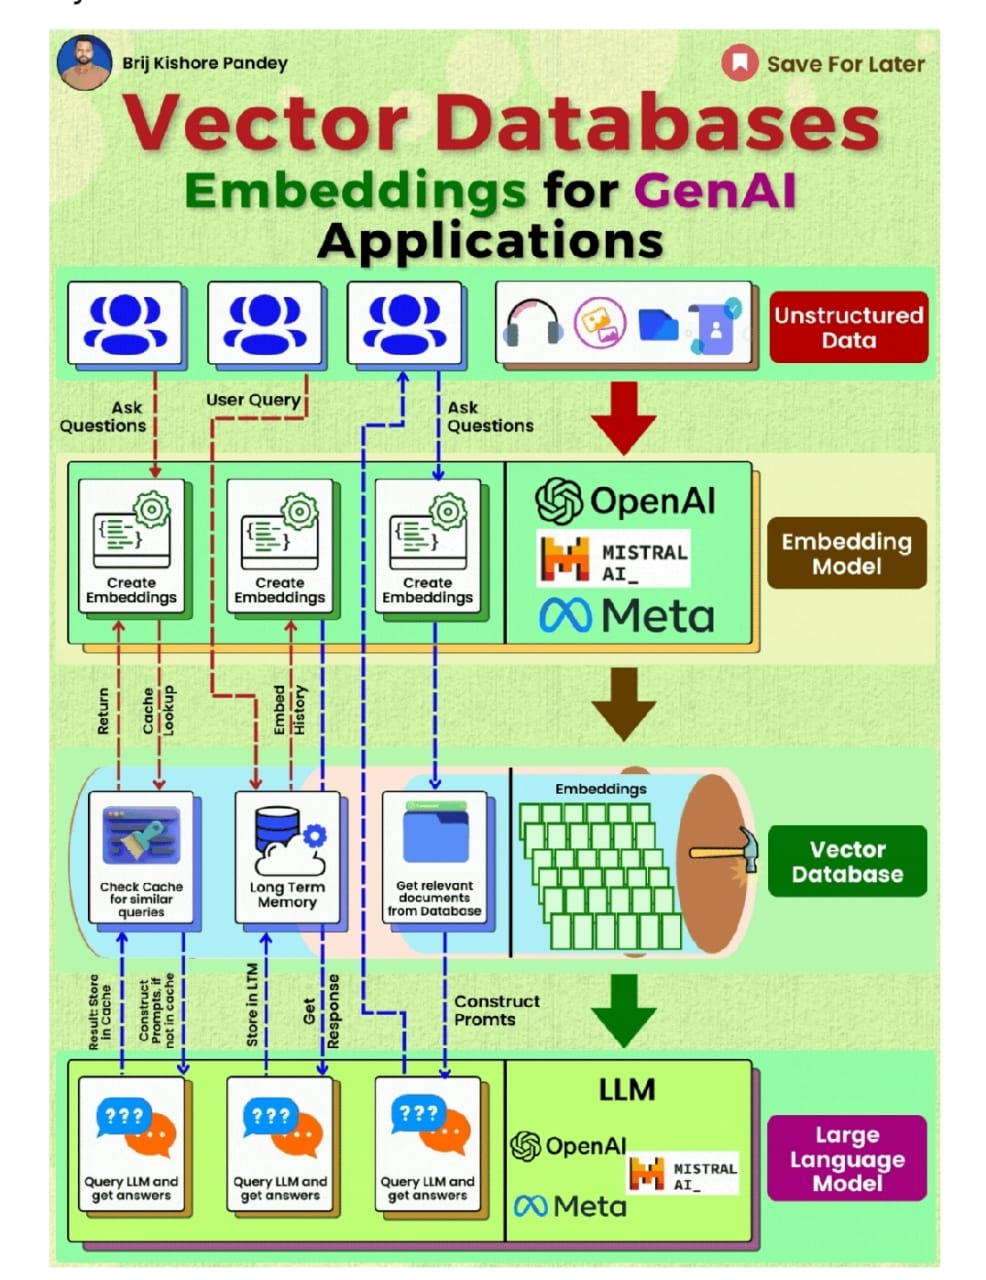 Brij Kishore Pandey
Save For Later
Vector Databases
Embeddings for GenAI
Applications
Unstructured
Data
Ask
Questions
User Query
Ask
Questions
Create
Embeddings
Create
Embeddings
Create
Embeddings
OpenAI
MISTRAL
AI_
Meta
Embedding
Model
Return
Cache
Lookup
Embed
History
Check Cache
for similar
queries
Long Term
Memory
Get relevant
documents
from Database
Embeddings
Vector
Database
Result: Store
in Cache
Construct
Prompts, if
not in cache
Store in LTM
Get
Response
Construct
Promts
???
Query LLM and
get answers
???
Query LLM and
get answers
???
Query LLM and
get answers
LLM
OpenAI
MISTRAL
AI_
Meta
Large
Language
Model